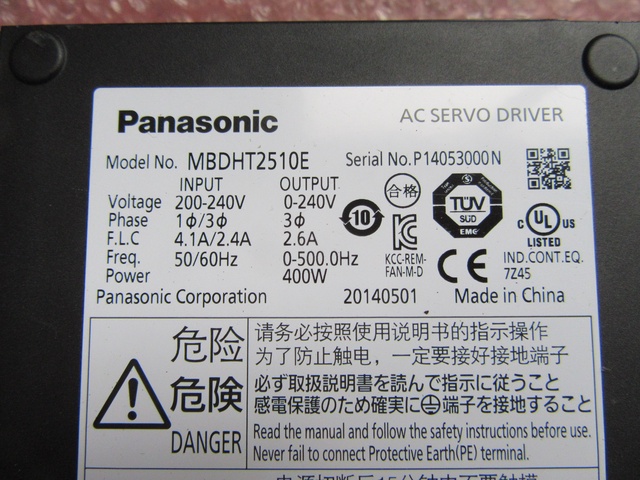 Panasonic
AC SERVO DRIVER
Model No. MBDHT2510E
Serial No.P14053000N
INPUT OUTPUT
Voltage 200-240V 0-240V
Phase 1ϕ/3ϕ 3ϕ
F.L.C 4.1A/2.4A 2.6A
Freq. 50/60Hz 0-500.0Hz
Power 400W
合格
10
KCC-REM-
FAN-M-D
TÜV
SÜD
EMC
CE
c UL US
LISTED
IND.CONT.EQ.
7Z45
Panasonic Corporation 20140501 Made in China
危险
请务必按照使用说明书的指示操作
为了防止触电，一定要接好接地端子
危険
必ず取扱説明書を読んで指示に従うこと
感電保護のため確実に端子を接地すること
DANGER
Read the manual and follow the safety instructions before use.
Never fail to connect Protective Earth(PE) terminal.